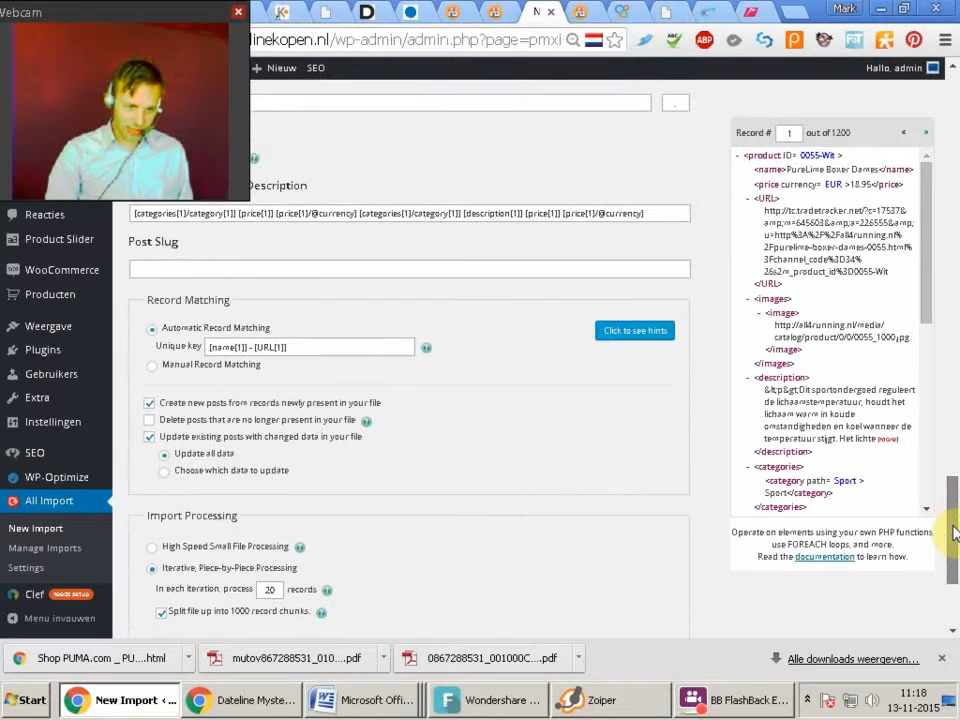 Webcam
N
Mark
linekopen.nl/wp-admin/admin.php?page=pmxi
ABP
+ Nieuw SEO
Hallo, admin
.
Description
[categories[1]/category[1]] [price[1]] [price[1]/@currency] [categories[1]/category[1]] [description[1]] [price[1]] [price[1]/@currency]
Post Slug
Record Matching
Automatic Record Matching
Unique key [name[1]] - [URL[1]]
Click to see hints
Manual Record Matching
Create new posts from records newly present in your file
Delete posts that are no longer present in your file
Update existing posts with changed data in your file
Update all data
Choose which data to update
Import Processing
High Speed Small File Processing
Iterative, Piece-by-Piece Processing
In each iteration, process 20 records
Split file up into 1000 record chunks.
Reacties
Product Slider
WooCommerce
Producten
Weergave
Plugins
Gebruikers
Extra
Instellingen
SEO
WP-Optimize
All Import
New Import
Manage Imports
Settings
Clef Needs setup
Menu invouwen
Record # 1 out of 1200 « »
- <product ID= 0055-Wit >
<name>PureLime Boxer Dames</name>
<price currency= EUR >18.95</price>
- <URL>
http://tc.tradetracker.net/?c=17537&
amp;m=645603&amp;a=226555&amp;
u=http%3A%2F%2Fall4running.nl%
2Fpurelime-boxer-dames-0055.html%
3Fchannel_code%3D34%
26s2m_product_id%3D0055-Wit
</URL>
- <images>
- <image>
http://all4running.nl/media/
catalog/product/0/0/0055_1000.jpg
</image>
</images>
- <description>
&lt;p&gt;Dit sportondergoed reguleert
de lichaamstemperatuur, houdt het
lichaam warm in koude
omstandigheden en koel wanneer de
temperatuur stijgt. Het lichte [more]
</description>
- <categories>
<category path= Sport >
Sport</category>
</categories>
Operate on elements using your own PHP functions,
use FOREACH loops, and more.
Read the documentation to learn how.
Shop PUMA.com _ PU....html
mutov867288531_010....pdf
0867288531_001000C....pdf
Alle downloads weergeven...
Start
New Import ‹ ...
Dateline Myste...
Microsoft Offi...
Wondershare ...
Zoiper
BB FlashBack E...
11:18
13-11-2015